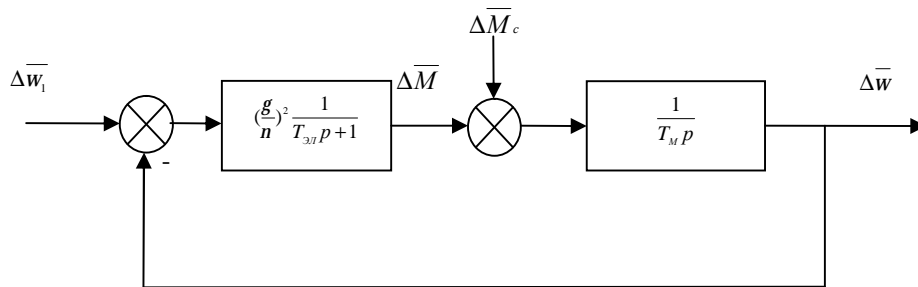 ΔM̅c
Δw̅₁
(g/n)² 1/(TЭЛ p + 1)
ΔM̅
1/(TМ p)
Δw̅
-